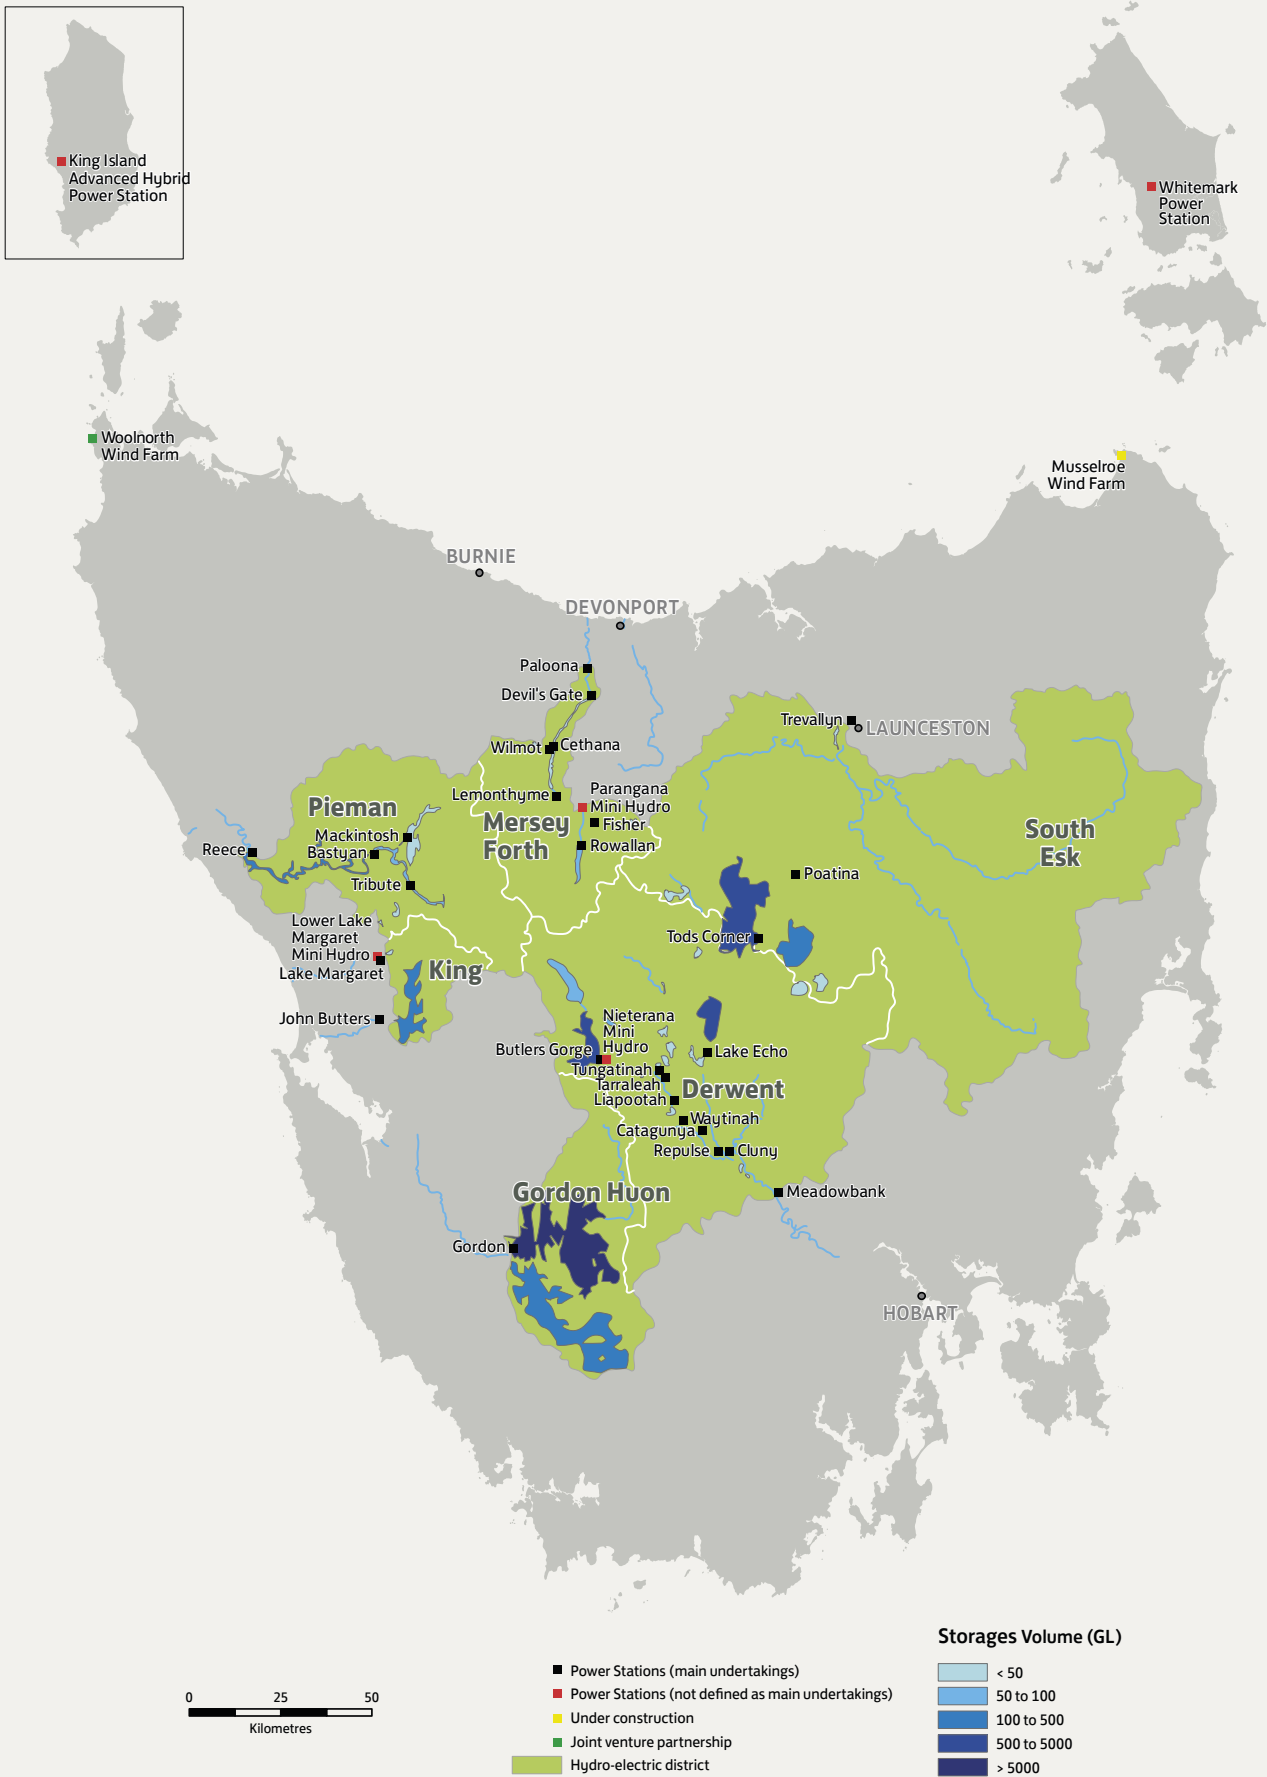 King Island
Advanced Hybrid
Power Station
Whitemark
Power
Station
Woolnorth
Wind Farm
Musselroe
Wind Farm
BURNIE
DEVONPORT
Paloona
Devil's Gate
Trevallyn
LAUNCESTON
Wilmot
Cethana
Lemonthyme
Parangana
Mini Hydro
Fisher
Rowallan
Pieman
Mersey
Forth
South
Esk
Mackintosh
Reece
Bastyan
Tribute
Poatina
Lower Lake
Margaret
Mini Hydro
Lake Margaret
Tods Corner
King
John Butters
Nieterana
Mini
Hydro
Butlers Gorge
Lake Echo
Tungatinah
Tarraleah
Liapootah
Derwent
Waytinah
Catagunya
Repulse
Cluny
Gordon Huon
Meadowbank
Gordon
HOBART
0 25 50
Kilometres
Power Stations (main undertakings)
Power Stations (not defined as main undertakings)
Under construction
Joint venture partnership
Hydro-electric district
Storages Volume (GL)
< 50
50 to 100
100 to 500
500 to 5000
> 5000